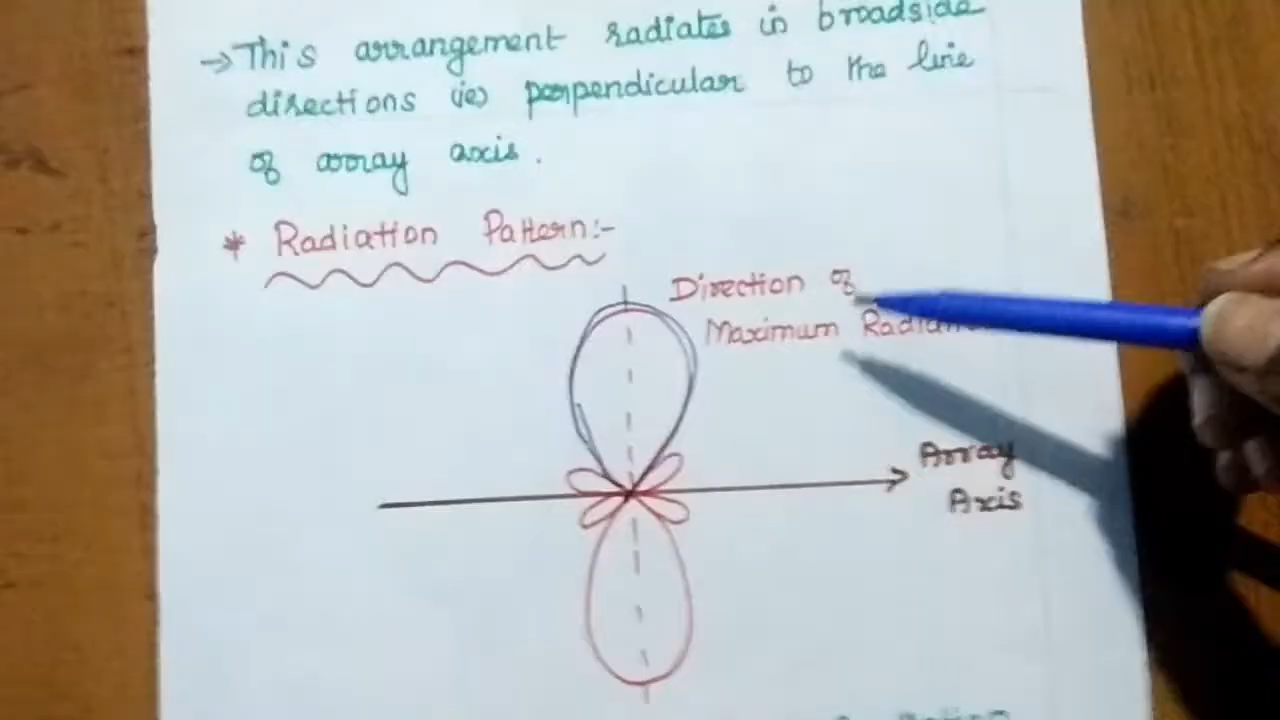 → This arrangement radiates in broadside
directions (ie) perpendicular to the line
of array axis.
* Radiation Pattern:-
Direction of
Maximum
Array
Axis